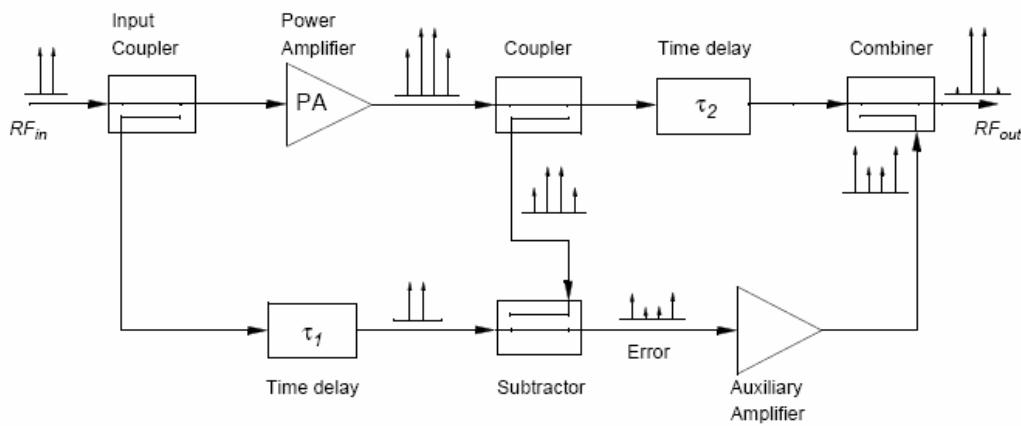 Input
Coupler
Power
Amplifier
Coupler
Time delay
Combiner
PA
τ2
RFin
RFout
τ1
Error
Time delay
Subtractor
Auxiliary
Amplifier